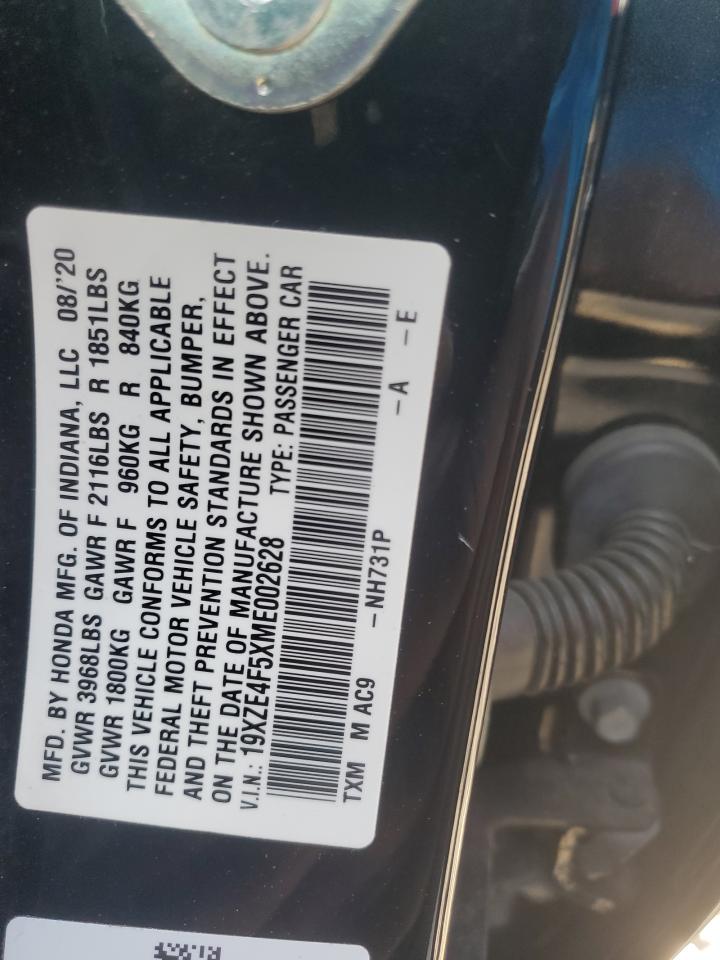 MFD. BY HONDA MFG. OF INDIANA, LLC 08/'20
GVWR 3968LBS GAWR F 2116LBS R 1851LBS
GVWR 1800KG GAWR F 960KG R 840KG
THIS VEHICLE CONFORMS TO ALL APPLICABLE
FEDERAL MOTOR VEHICLE SAFETY, BUMPER,
AND THEFT PREVENTION STANDARDS IN EFFECT
ON THE DATE OF MANUFACTURE SHOWN ABOVE.
V.I.N.: 19XZE4F5XME002628 TYPE: PASSENGER CAR
TXM M AC9 -NH731P -A -E